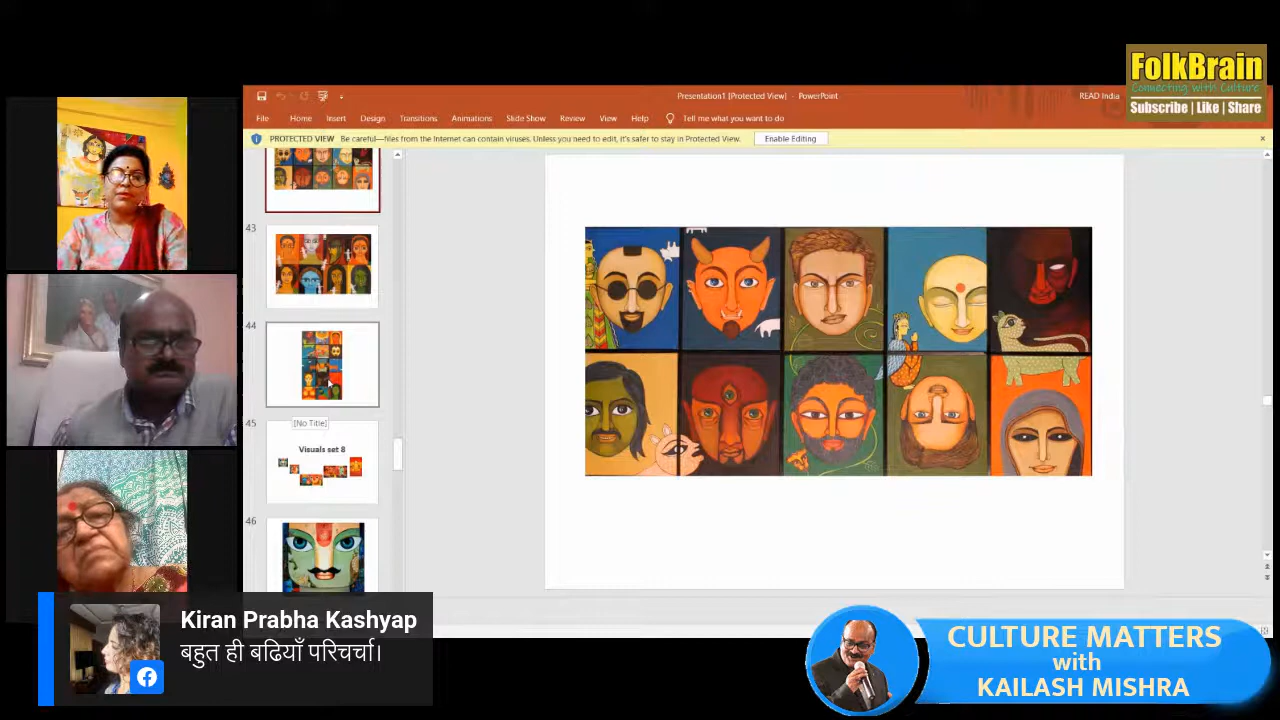 FolkBrain
Connecting with Culture
Subscribe | Like | Share
Presentation1 [Protected View] - PowerPoint
READ India
File Home Insert Design Transitions Animations Slide Show Review View Help Tell me what you want to do
PROTECTED VIEW Be careful—files from the Internet can contain viruses. Unless you need to edit, it's safer to stay in Protected View. Enable Editing
43
44
45
[No Title]
Visuals set 8
46
Kiran Prabha Kashyap
बहुत ही बढियाँ परिचर्चा।
CULTURE MATTERS
with
KAILASH MISHRA